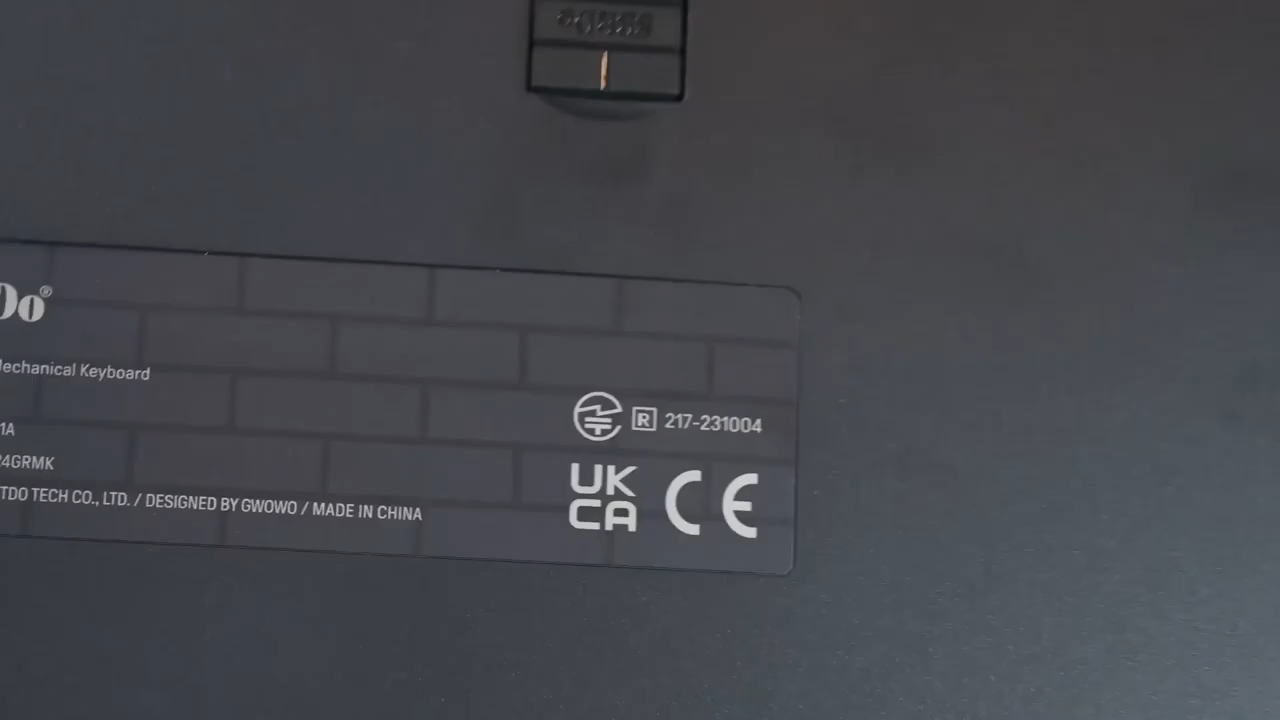 Do®
Mechanical Keyboard
1A
24GRMK
TDO TECH CO., LTD. / DESIGNED BY GWOWO / MADE IN CHINA
R 217-231004
UK
CA
CE